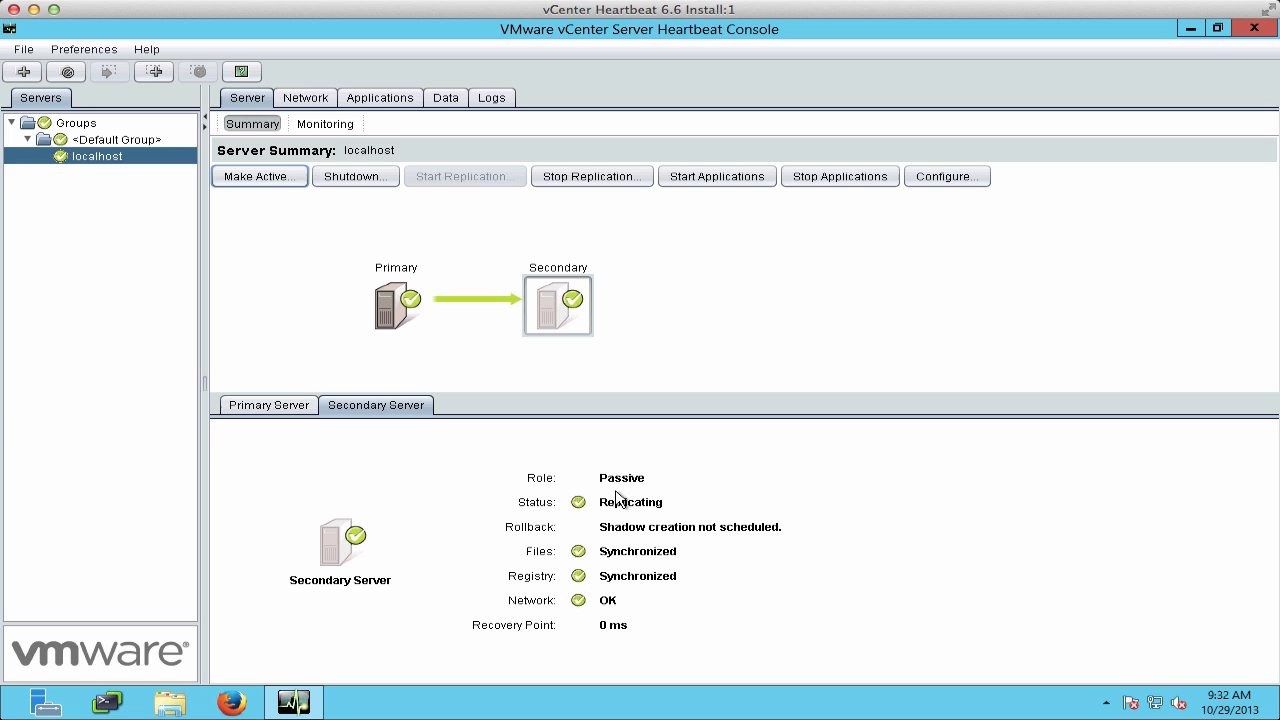 vCenter Heartbeat 6.6 Install:1
VMware vCenter Server Heartbeat Console
File Preferences Help
Servers
Groups
<Default Group>
localhost
Server Network Applications Data Logs
Summary Monitoring
Server Summary: localhost
Make Active... Shutdown... Start Replication... Stop Replication... Start Applications Stop Applications Configure...
Primary Secondary
Primary Server Secondary Server
Role: Passive
Status: Replicating
Rollback: Shadow creation not scheduled.
Files: Synchronized
Registry: Synchronized
Network: OK
Recovery Point: 0 ms
Secondary Server
vmware®
9:32 AM
10/29/2013